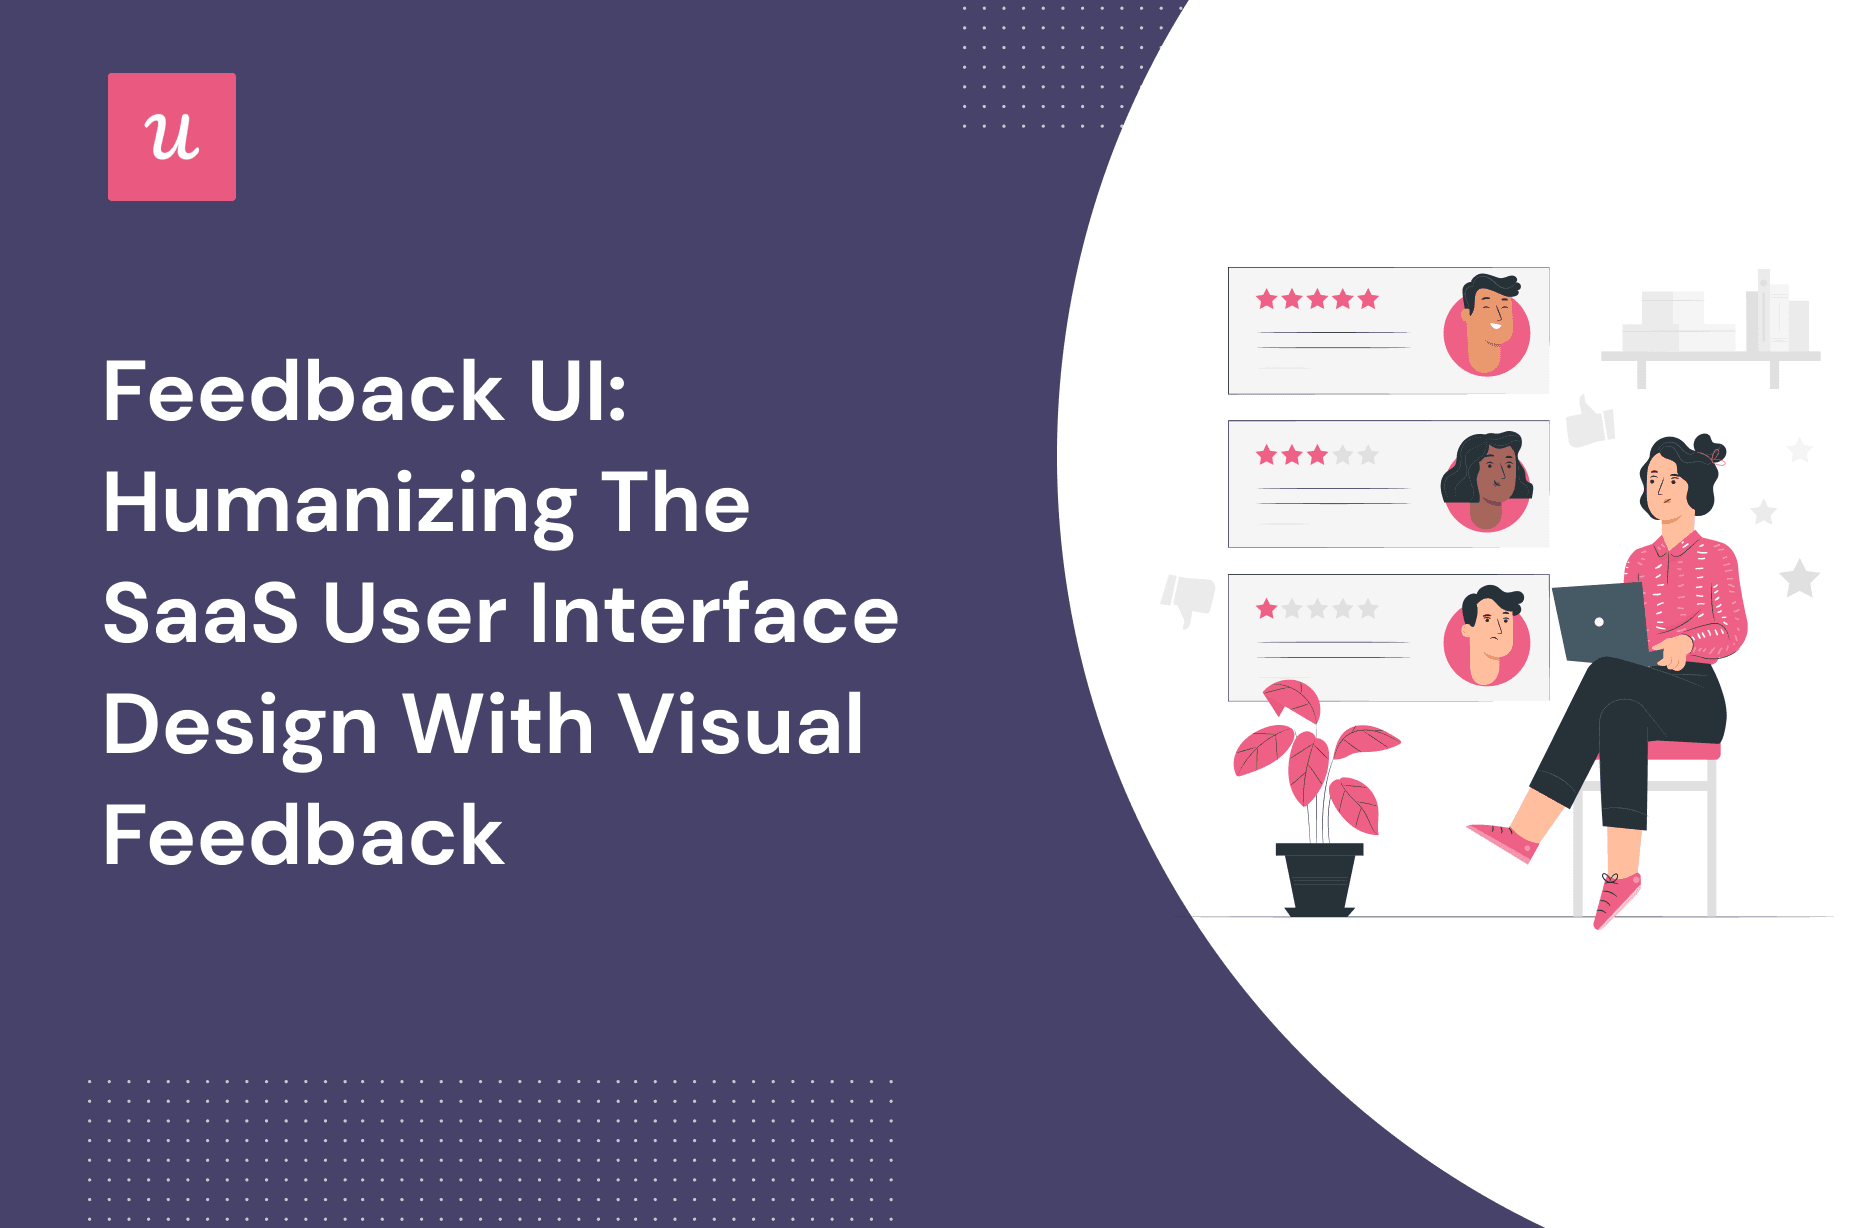 u
Feedback UI:
Humanizing The
SaaS User Interface
Design With Visual
Feedback